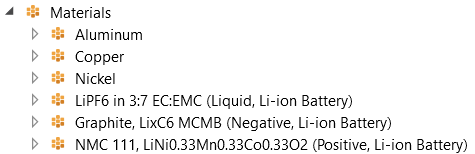 Materials
Aluminum
Copper
Nickel
LiPF6 in 3:7 EC:EMC (Liquid, Li-ion Battery)
Graphite, LixC6 MCMB (Negative, Li-ion Battery)
NMC 111, LiNi0.33Mn0.33Co0.33O2 (Positive, Li-ion Battery)